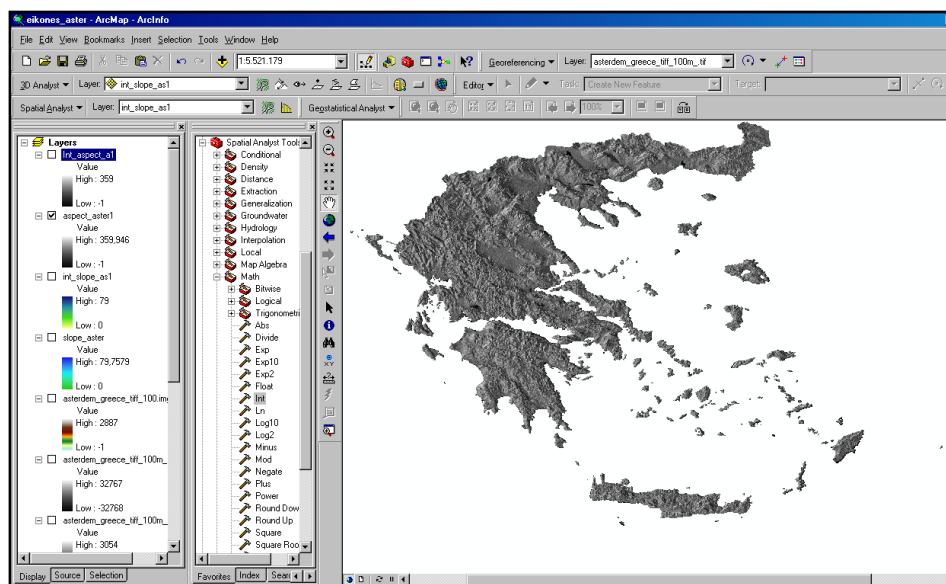 eikones_aster - ArcMap - ArcInfo
File Edit View Bookmarks Insert Selection Tools Window Help
1:5.521.179
Georeferencing Layer: asterdem_greece_tiff_100m_.tif
3D Analyst Layer: int_slope_as1
Editor Task: Create New Feature Target:
Spatial Analyst Layer: int_slope_as1
Geostatistical Analyst 100%
Layers
Int_aspect_a1
Value
High : 359
Low : -1
aspect_aster1
Value
High : 359,946
Low : -1
int_slope_as1
Value
High : 79
Low : 0
slope_aster
Value
High : 79,7579
Low : 0
asterdem_greece_tiff_100.img
Value
High : 2887
Low : -1
asterdem_greece_tiff_100m_
Value
High : 32767
Low : -32768
asterdem_greece_tiff_100m_
Value
High : 3054
Display Source Selection
Spatial Analyst Tools
Conditional
Density
Distance
Extraction
Generalization
Groundwater
Hydrology
Interpolation
Local
Map Algebra
Math
Bitwise
Logical
Trigonometri
Abs
Divide
Exp
Exp10
Exp2
Float
Int
Ln
Log10
Log2
Minus
Mod
Negate
Plus
Power
Round Dow
Round Up
Square
Square Roo
Favorites Index Sear
XY